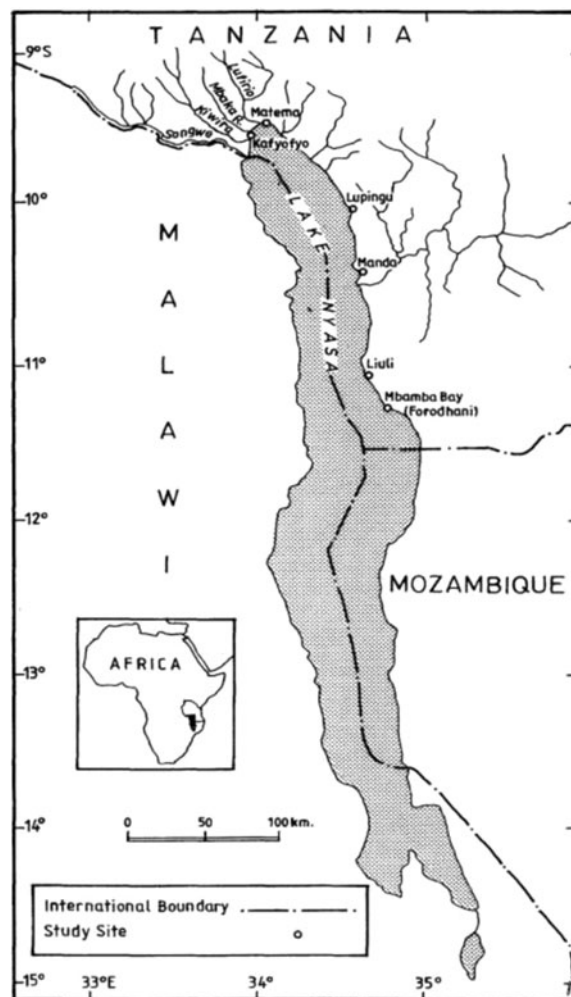 TANZANIA
9°S
Lufirio
Mbaka R.
Kiwira
Songwe
Matema
Kafyofyo
10°
Lupingu
LAKE NYASA
Manda
MALAWI
11°
Liuli
Mbamba Bay
(Forodhani)
12°
MOZAMBIQUE
AFRICA
13°
0 50 100 km.
14°
International Boundary
Study Site
15°
33°E 34° 35°